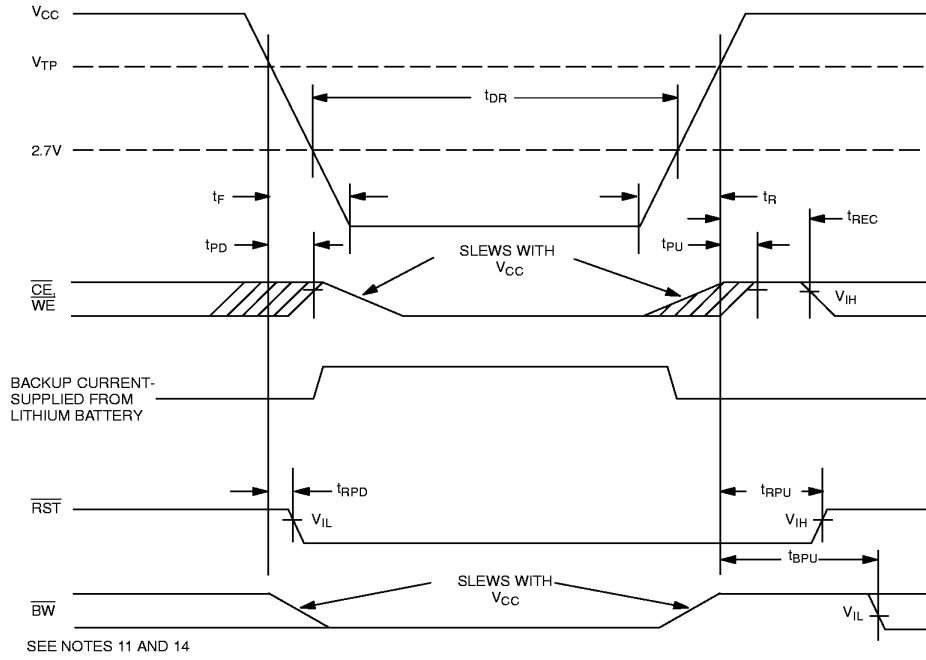 VCC
VTP
tDR
2.7V
tF
tR
tREC
tPD
tPU
SLEWS WITH
VCC
CE,
WE
VIH
BACKUP CURRENT-
SUPPLIED FROM
LITHIUM BATTERY
tRPD
tRPU
RST
VIL
VIH
tBPU
SLEWS WITH
VCC
BW
VIL
SEE NOTES 11 AND 14